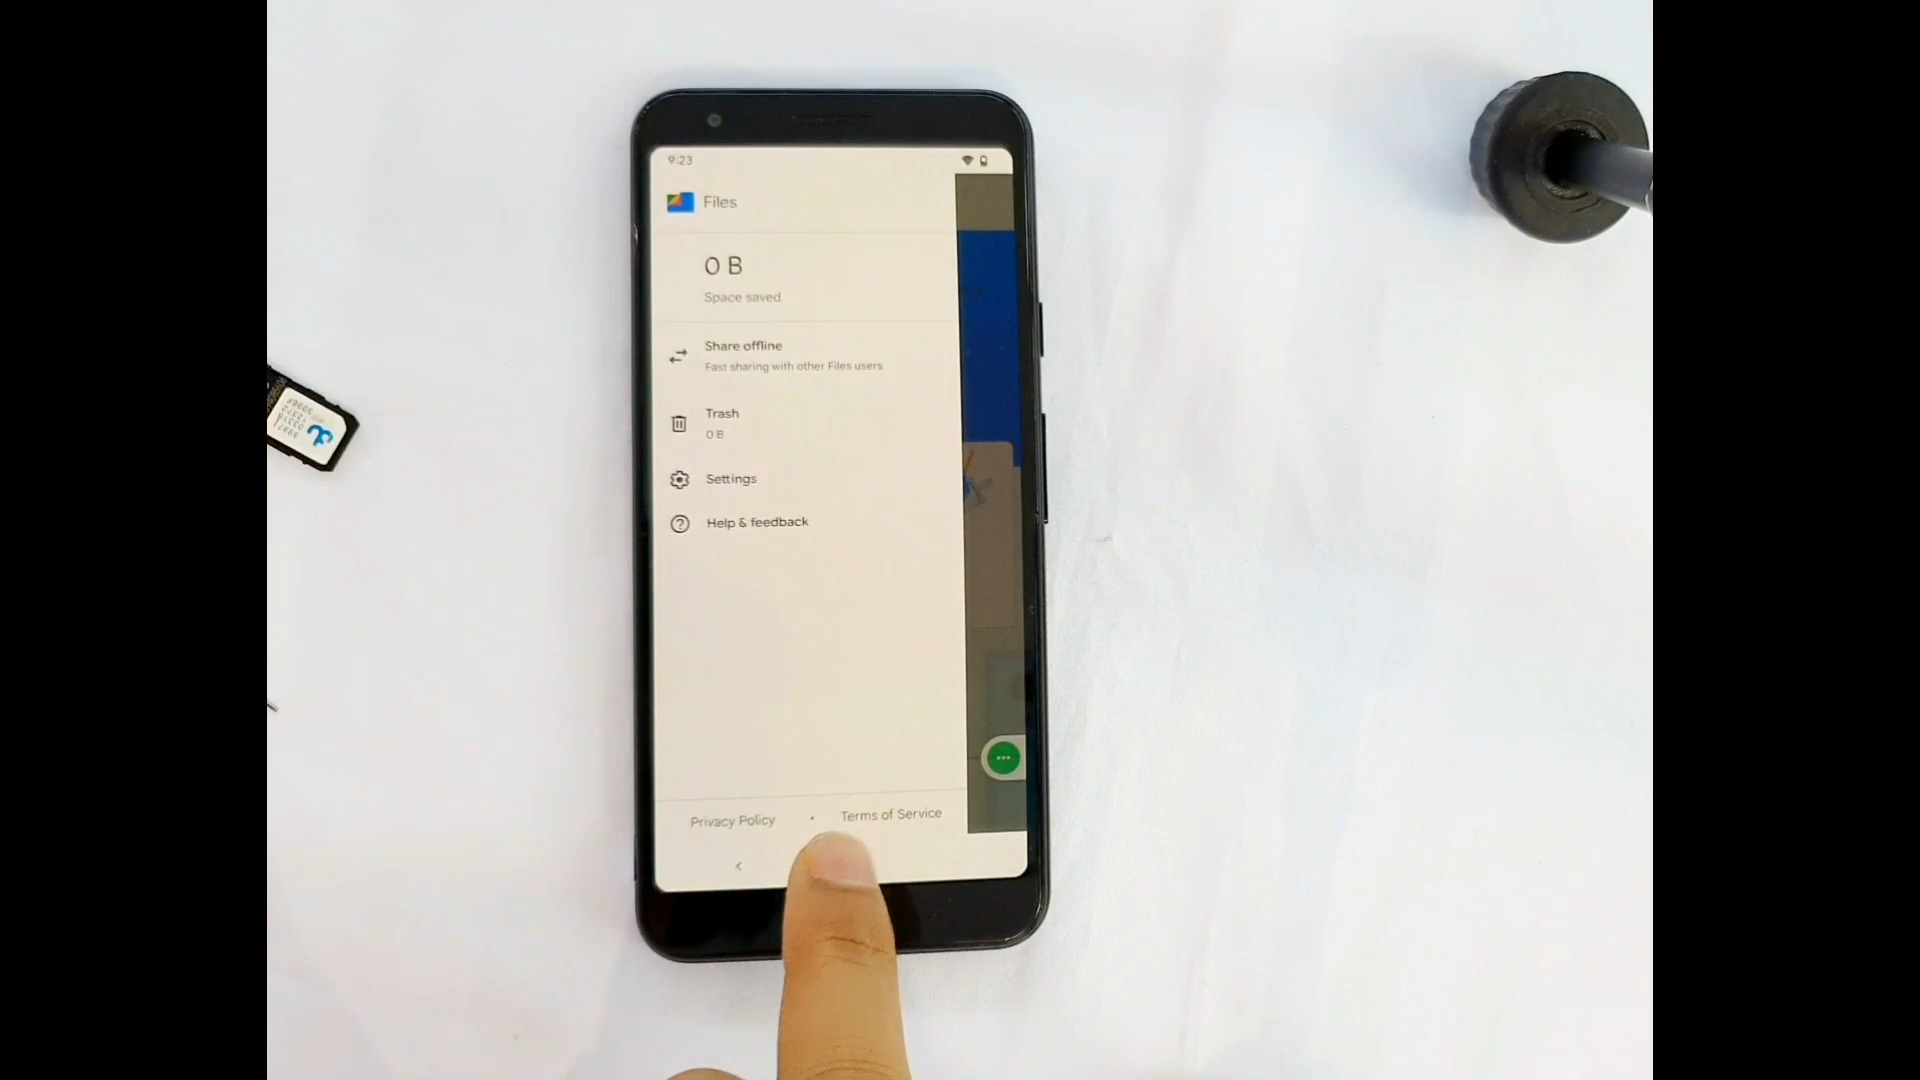 9:23
Files
0 B
Space saved
Share offline
Fast sharing with other Files users
Trash
0 B
Settings
Help & feedback
Privacy Policy
Terms of Service